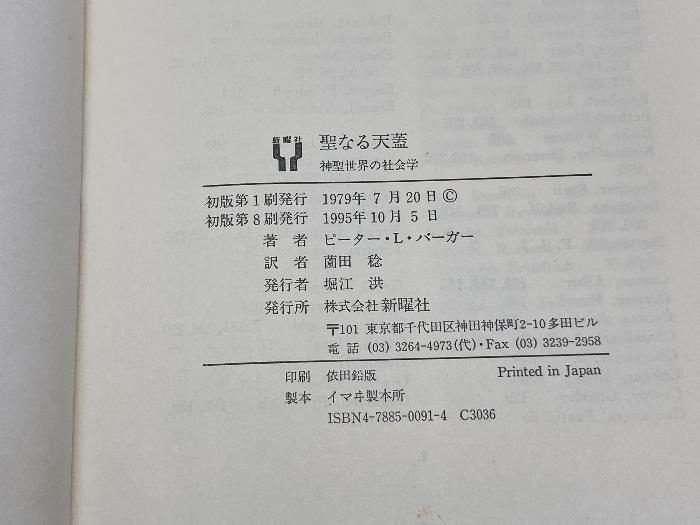 新曜社
聖なる天蓋
神聖世界の社会学
初版第1刷発行 1979年7月20日©
初版第8刷発行 1995年10月5日
著者 ピーター・L・バーガー
訳者 薗田 稔
発行者 堀江 洪
発行所 株式会社新曜社
〒101 東京都千代田区神田神保町2-10多田ビル
電話 (03) 3264-4973(代)・Fax (03) 3239-2958
印刷 依田鉛版 Printed in Japan
製本 イマヰ製本所
ISBN4-7885-0091-4 C3036